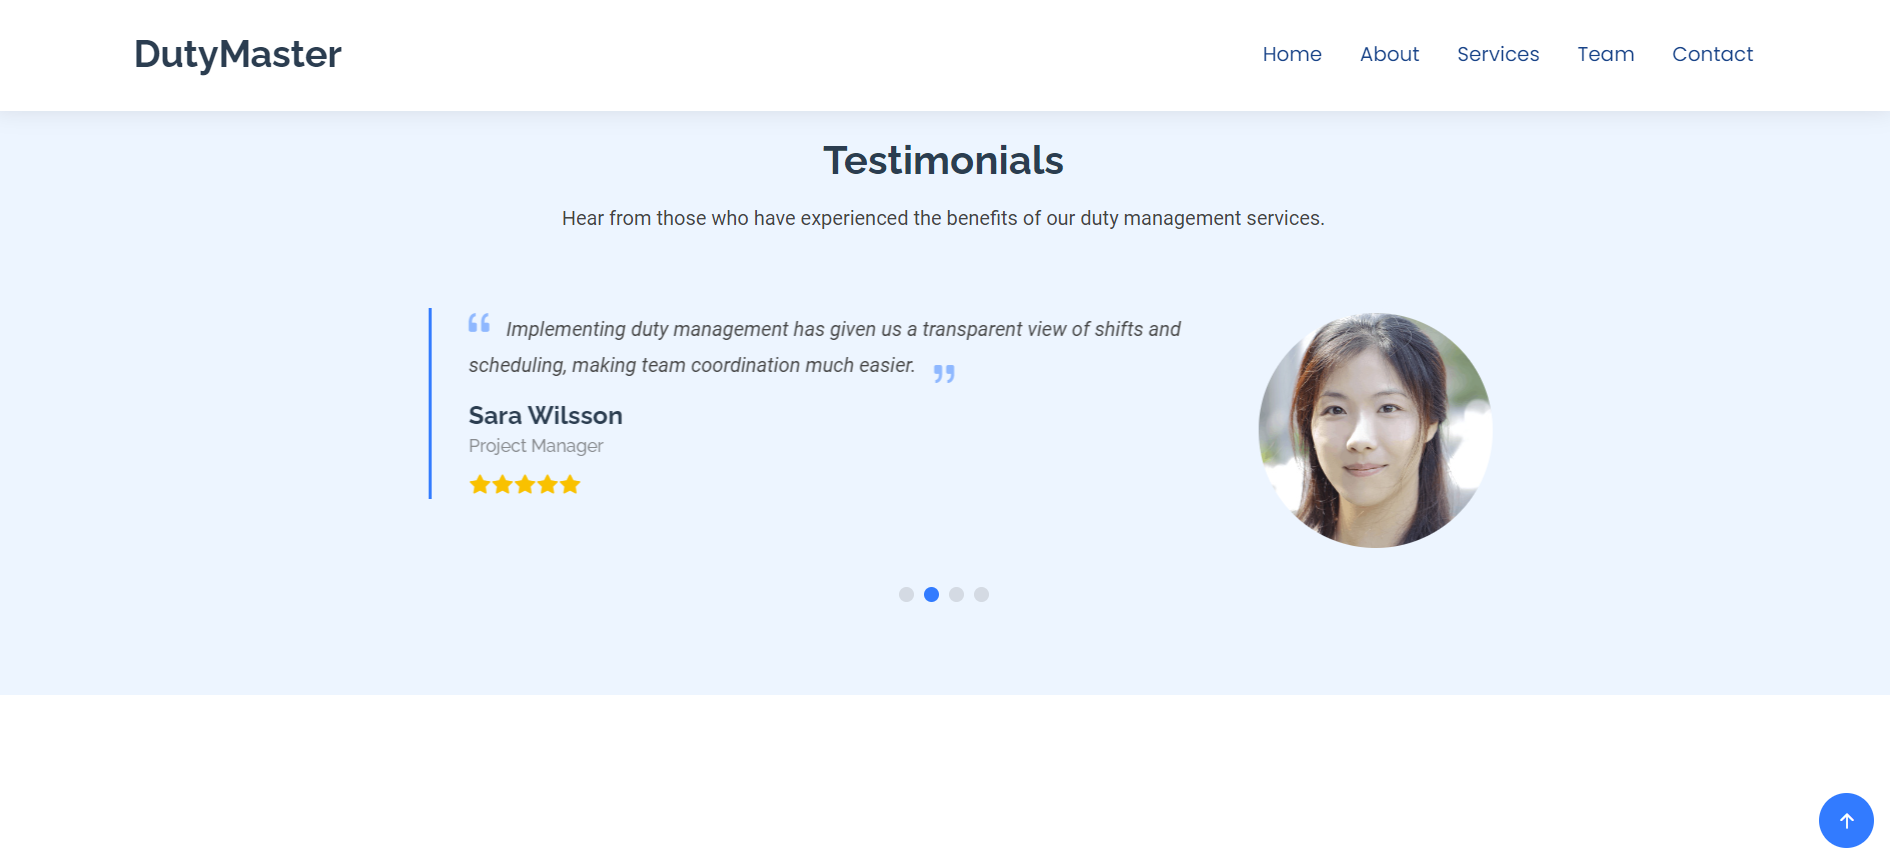 DutyMaster
Home About Services Team Contact
Testimonials
Hear from those who have experienced the benefits of our duty management services.
“ Implementing duty management has given us a transparent view of shifts and
scheduling, making team coordination much easier. ”
Sara Wilsson
Project Manager